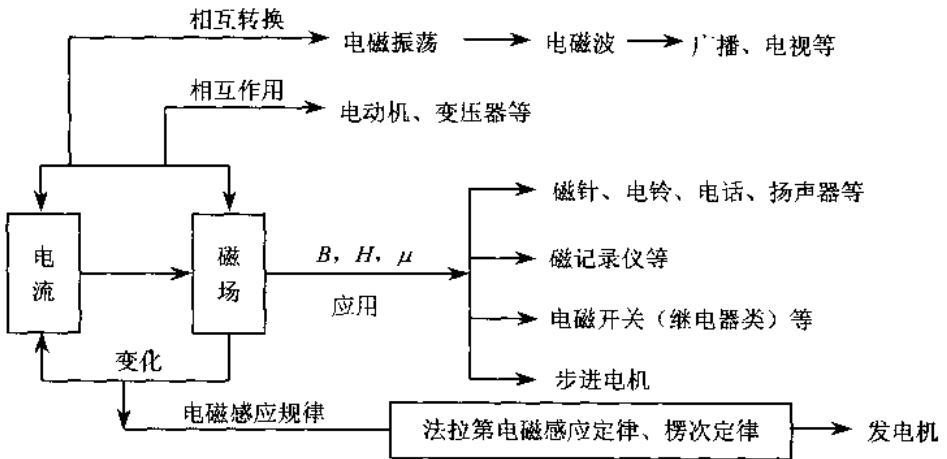 相互转换
电磁振荡
电磁波
广播、电视等
相互作用
电动机、变压器等
磁针、电铃、电话、扬声器等
电流
磁场
B，H，μ
应用
磁记录仪等
电磁开关（继电器类）等
变化
步进电机
电磁感应规律
法拉第电磁感应定律、楞次定律
发电机